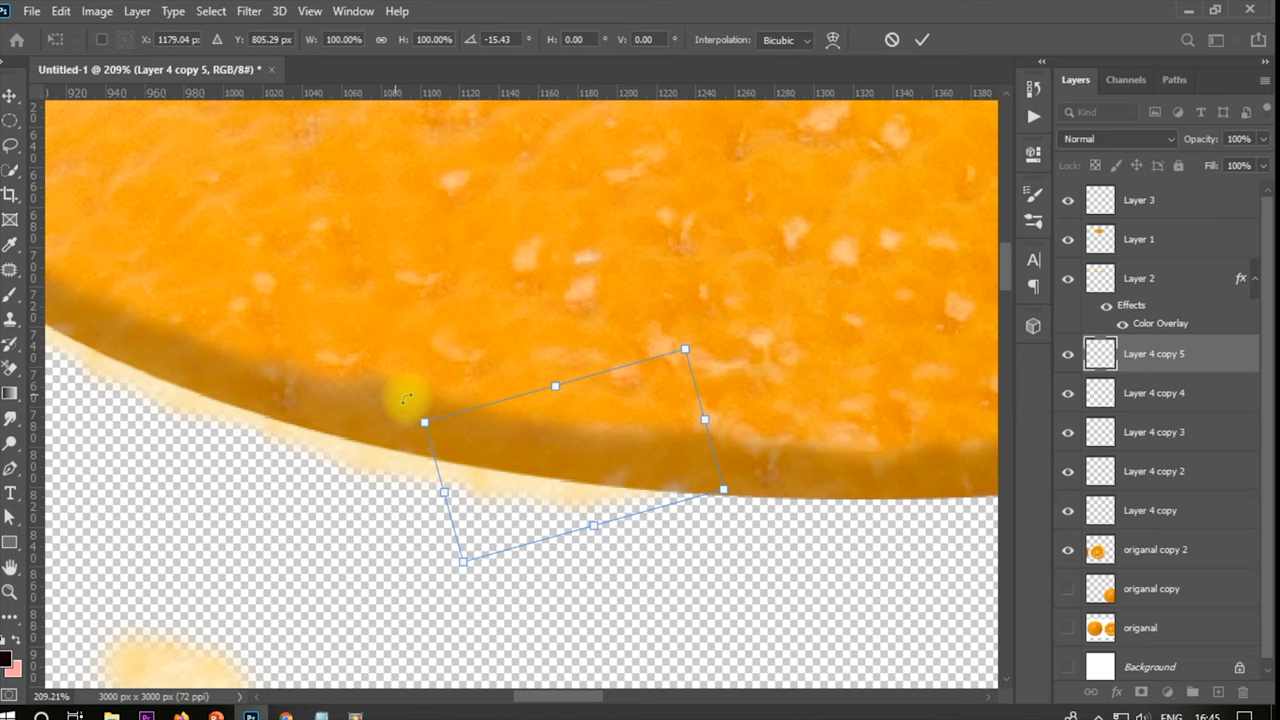 Ps File Edit Image Layer Type Select Filter 3D View Window Help
X: 1179.04 px Y: 805.29 px W: 100.00% H: 100.00% -15.43 ° H: 0.00 ° V: 0.00 ° Interpolation: Bicubic
Untitled-1 @ 209% (Layer 4 copy 5, RGB/8#) * ×
920 940 960 980 1000 1020 1040 1060 1080 1100 1120 1140 1160 1180 1200 1220 1240 1260 1280 1300 1320 1340 1360 1380
Layers Channels Paths
Kind
Normal Opacity: 100%
Lock: Fill: 100%
Layer 3
Layer 1
Layer 2 fx
Effects
Color Overlay
Layer 4 copy 5
Layer 4 copy 4
Layer 4 copy 3
Layer 4 copy 2
Layer 4 copy
origanal copy 2
origanal copy
origanal
Background
209.21% 3000 px x 3000 px (72 ppi)
ENG 16:45